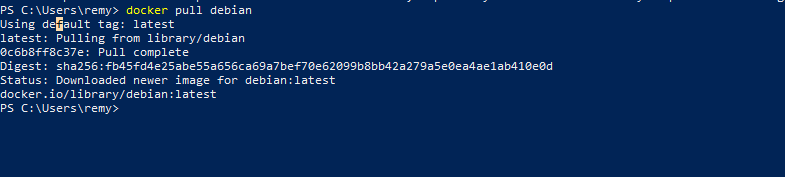 PS C:\Users\remy> docker pull debian
Using default tag: latest
latest: Pulling from library/debian
0c6b8ff8c37e: Pull complete
Digest: sha256:fb45fd4e25abe55a656ca69a7bef70e62099b8bb42a279a5e0ea4ae1ab410e0d
Status: Downloaded newer image for debian:latest
docker.io/library/debian:latest
PS C:\Users\remy>